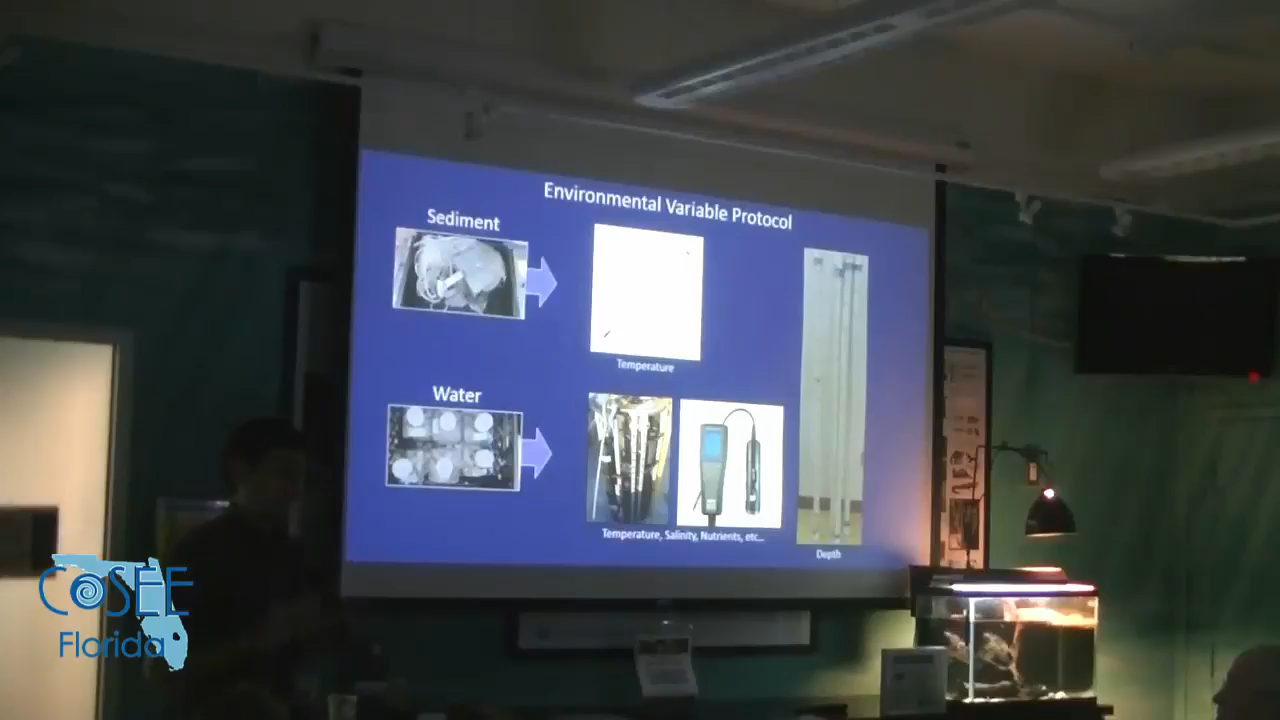 Environmental Variable Protocol
Sediment
Temperature
Water
Temperature, Salinity, Nutrients, etc...
Depth
COSEE
Florida